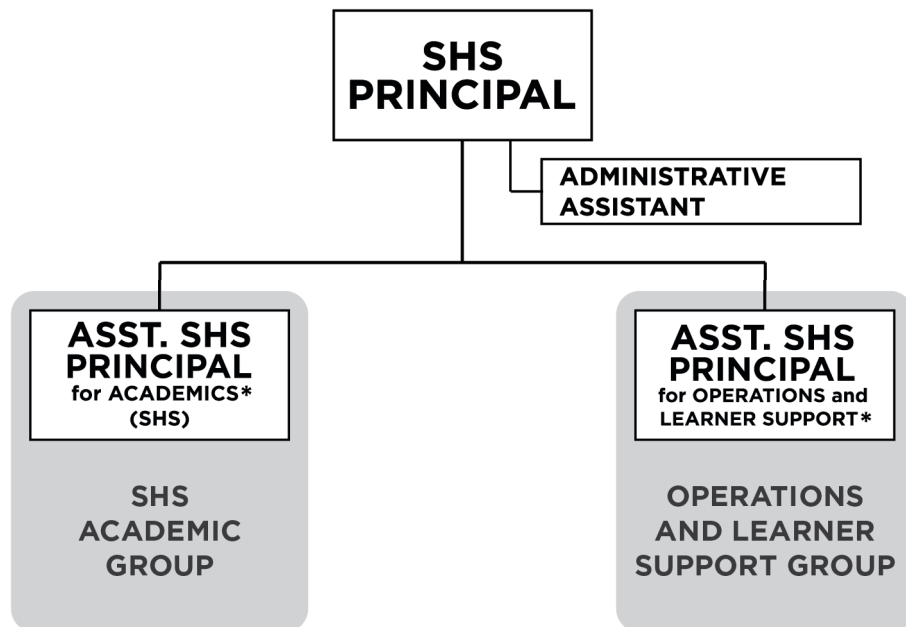 SHS
PRINCIPAL
ADMINISTRATIVE
ASSISTANT
ASST. SHS
PRINCIPAL
for ACADEMICS*
(SHS)
SHS
ACADEMIC
GROUP
ASST. SHS
PRINCIPAL
for OPERATIONS and
LEARNER SUPPORT*
OPERATIONS
AND LEARNER
SUPPORT GROUP